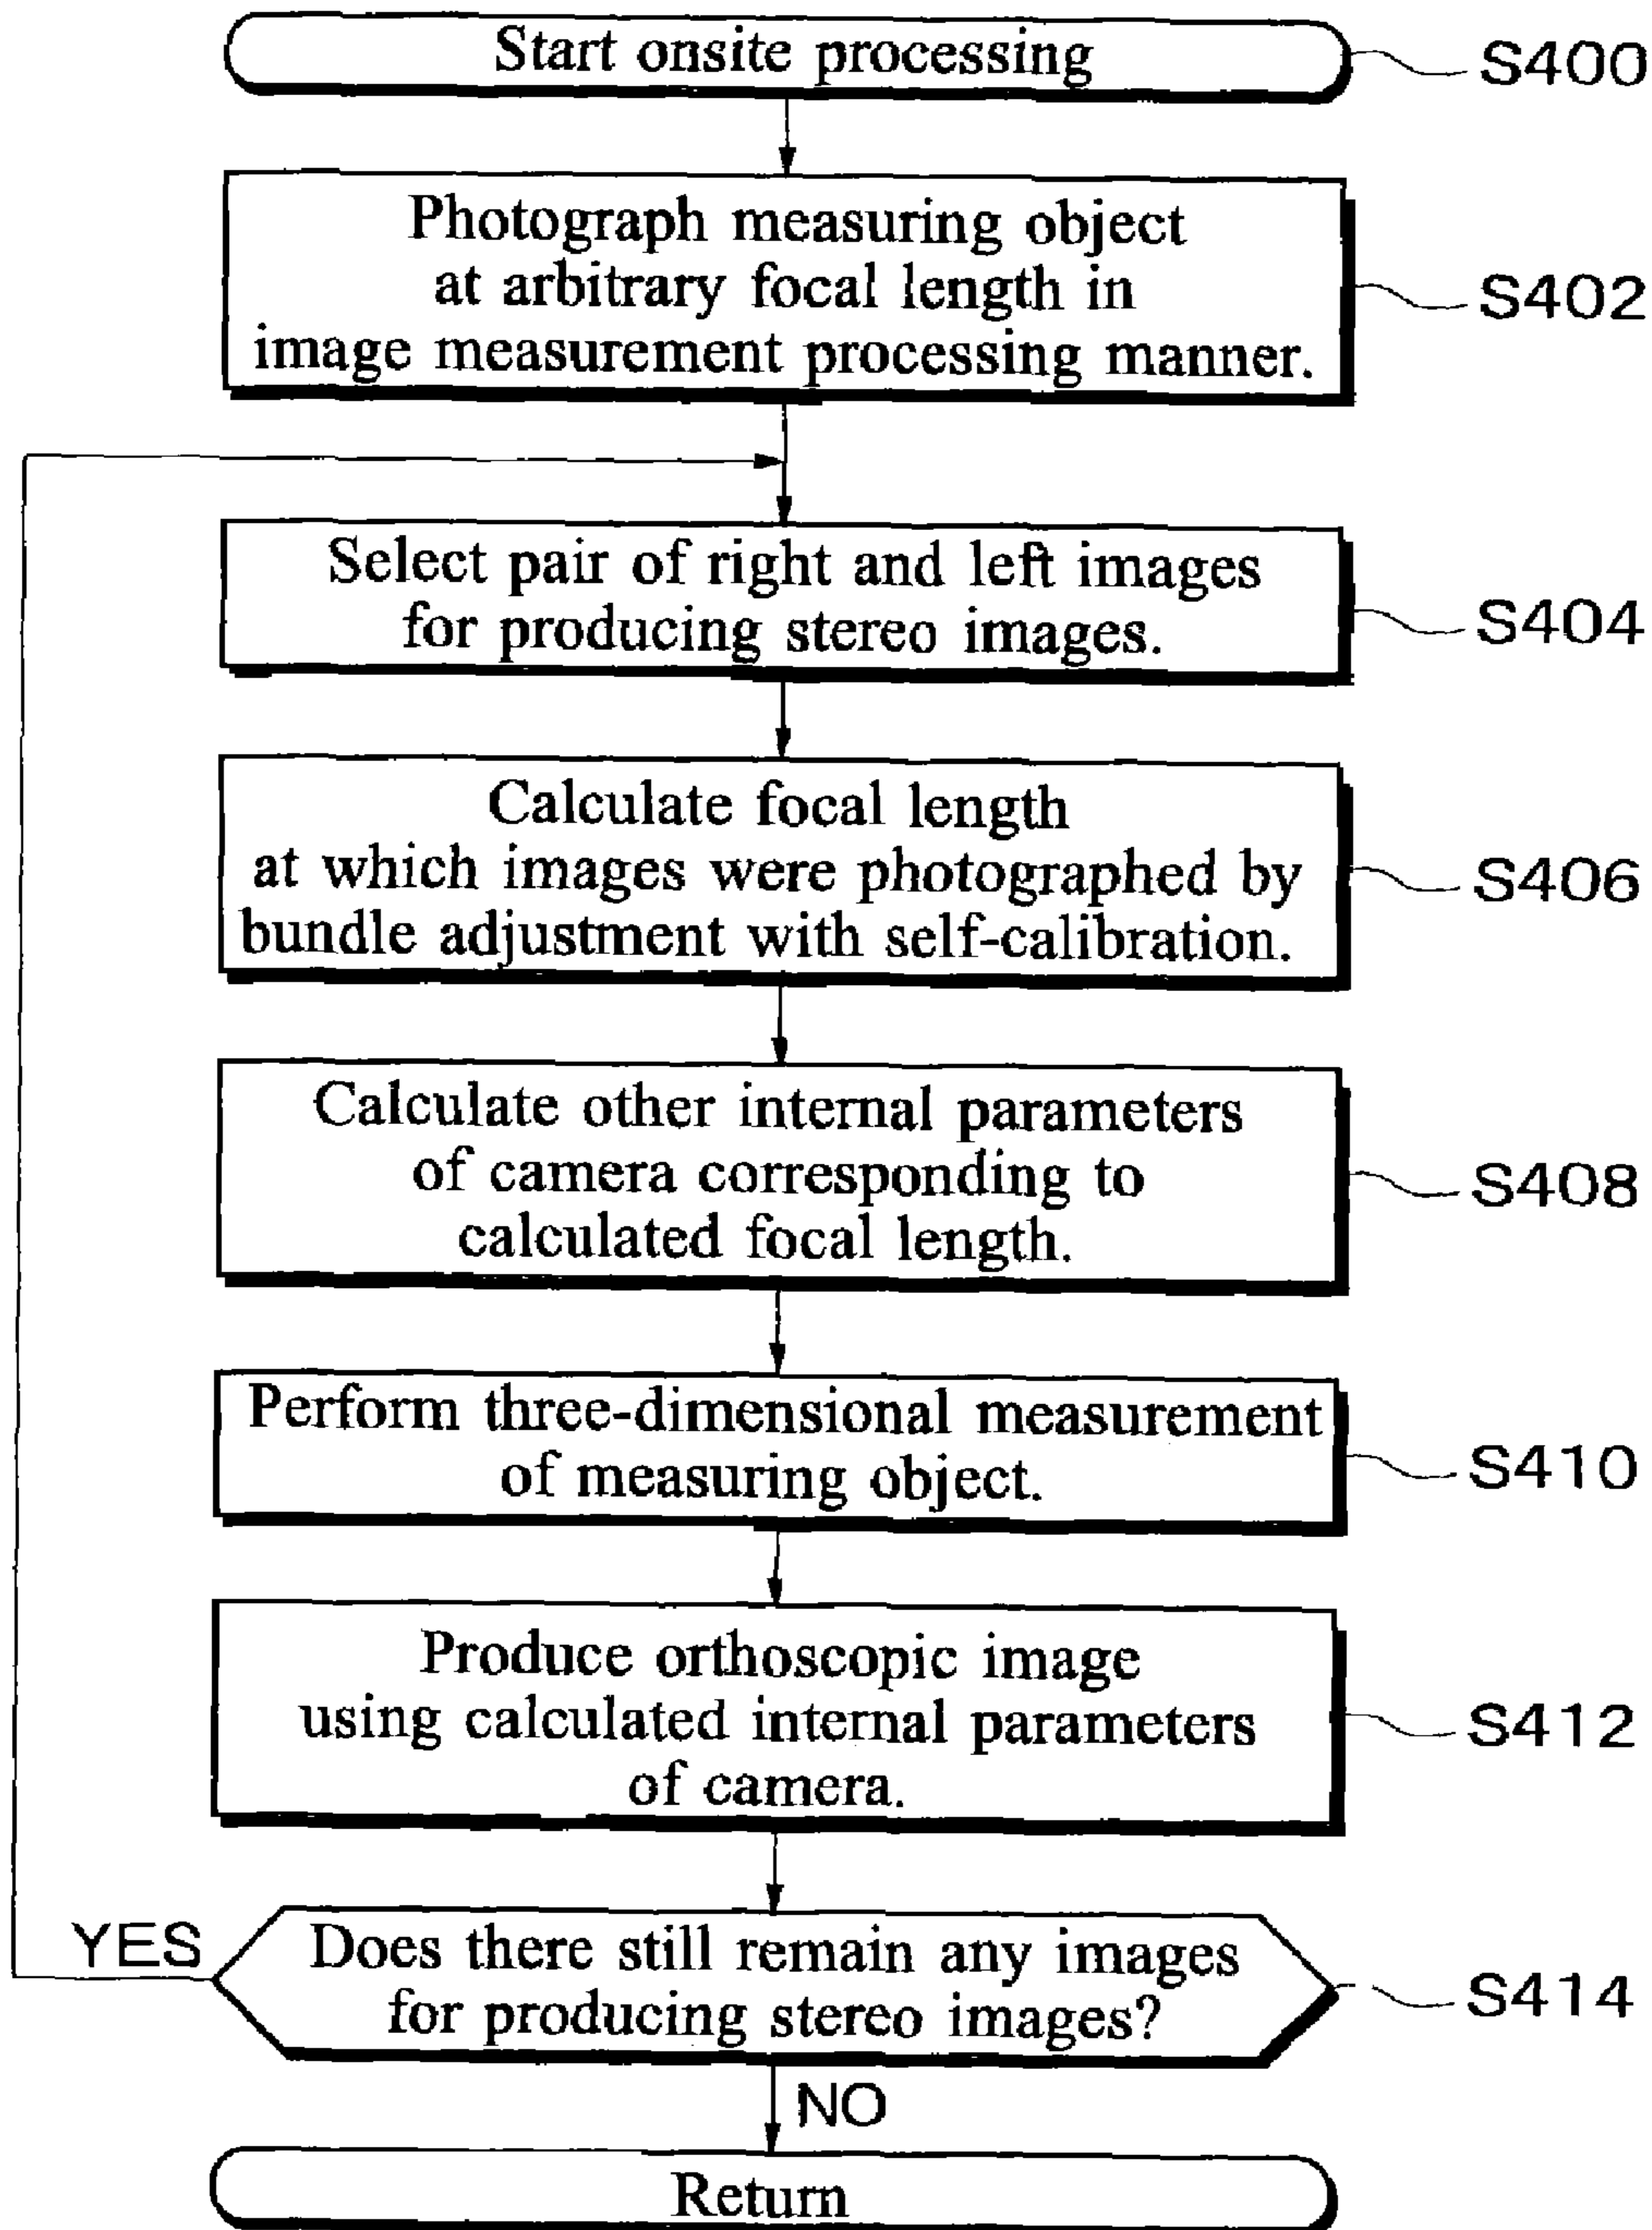 Start onsite processing
S400
Photograph measuring object
at arbitrary focal length in
image measurement processing manner.
S402
Select pair of right and left images
for producing stereo images.
S404
Calculate focal length
at which images were photographed by
bundle adjustment with self-calibration.
S406
Calculate other internal parameters
of camera corresponding to
calculated focal length.
S408
Perform three-dimensional measurement
of measuring object.
S410
Produce orthoscopic image
using calculated internal parameters
of camera.
S412
YES
Does there still remain any images
for producing stereo images?
S414
NO
Return